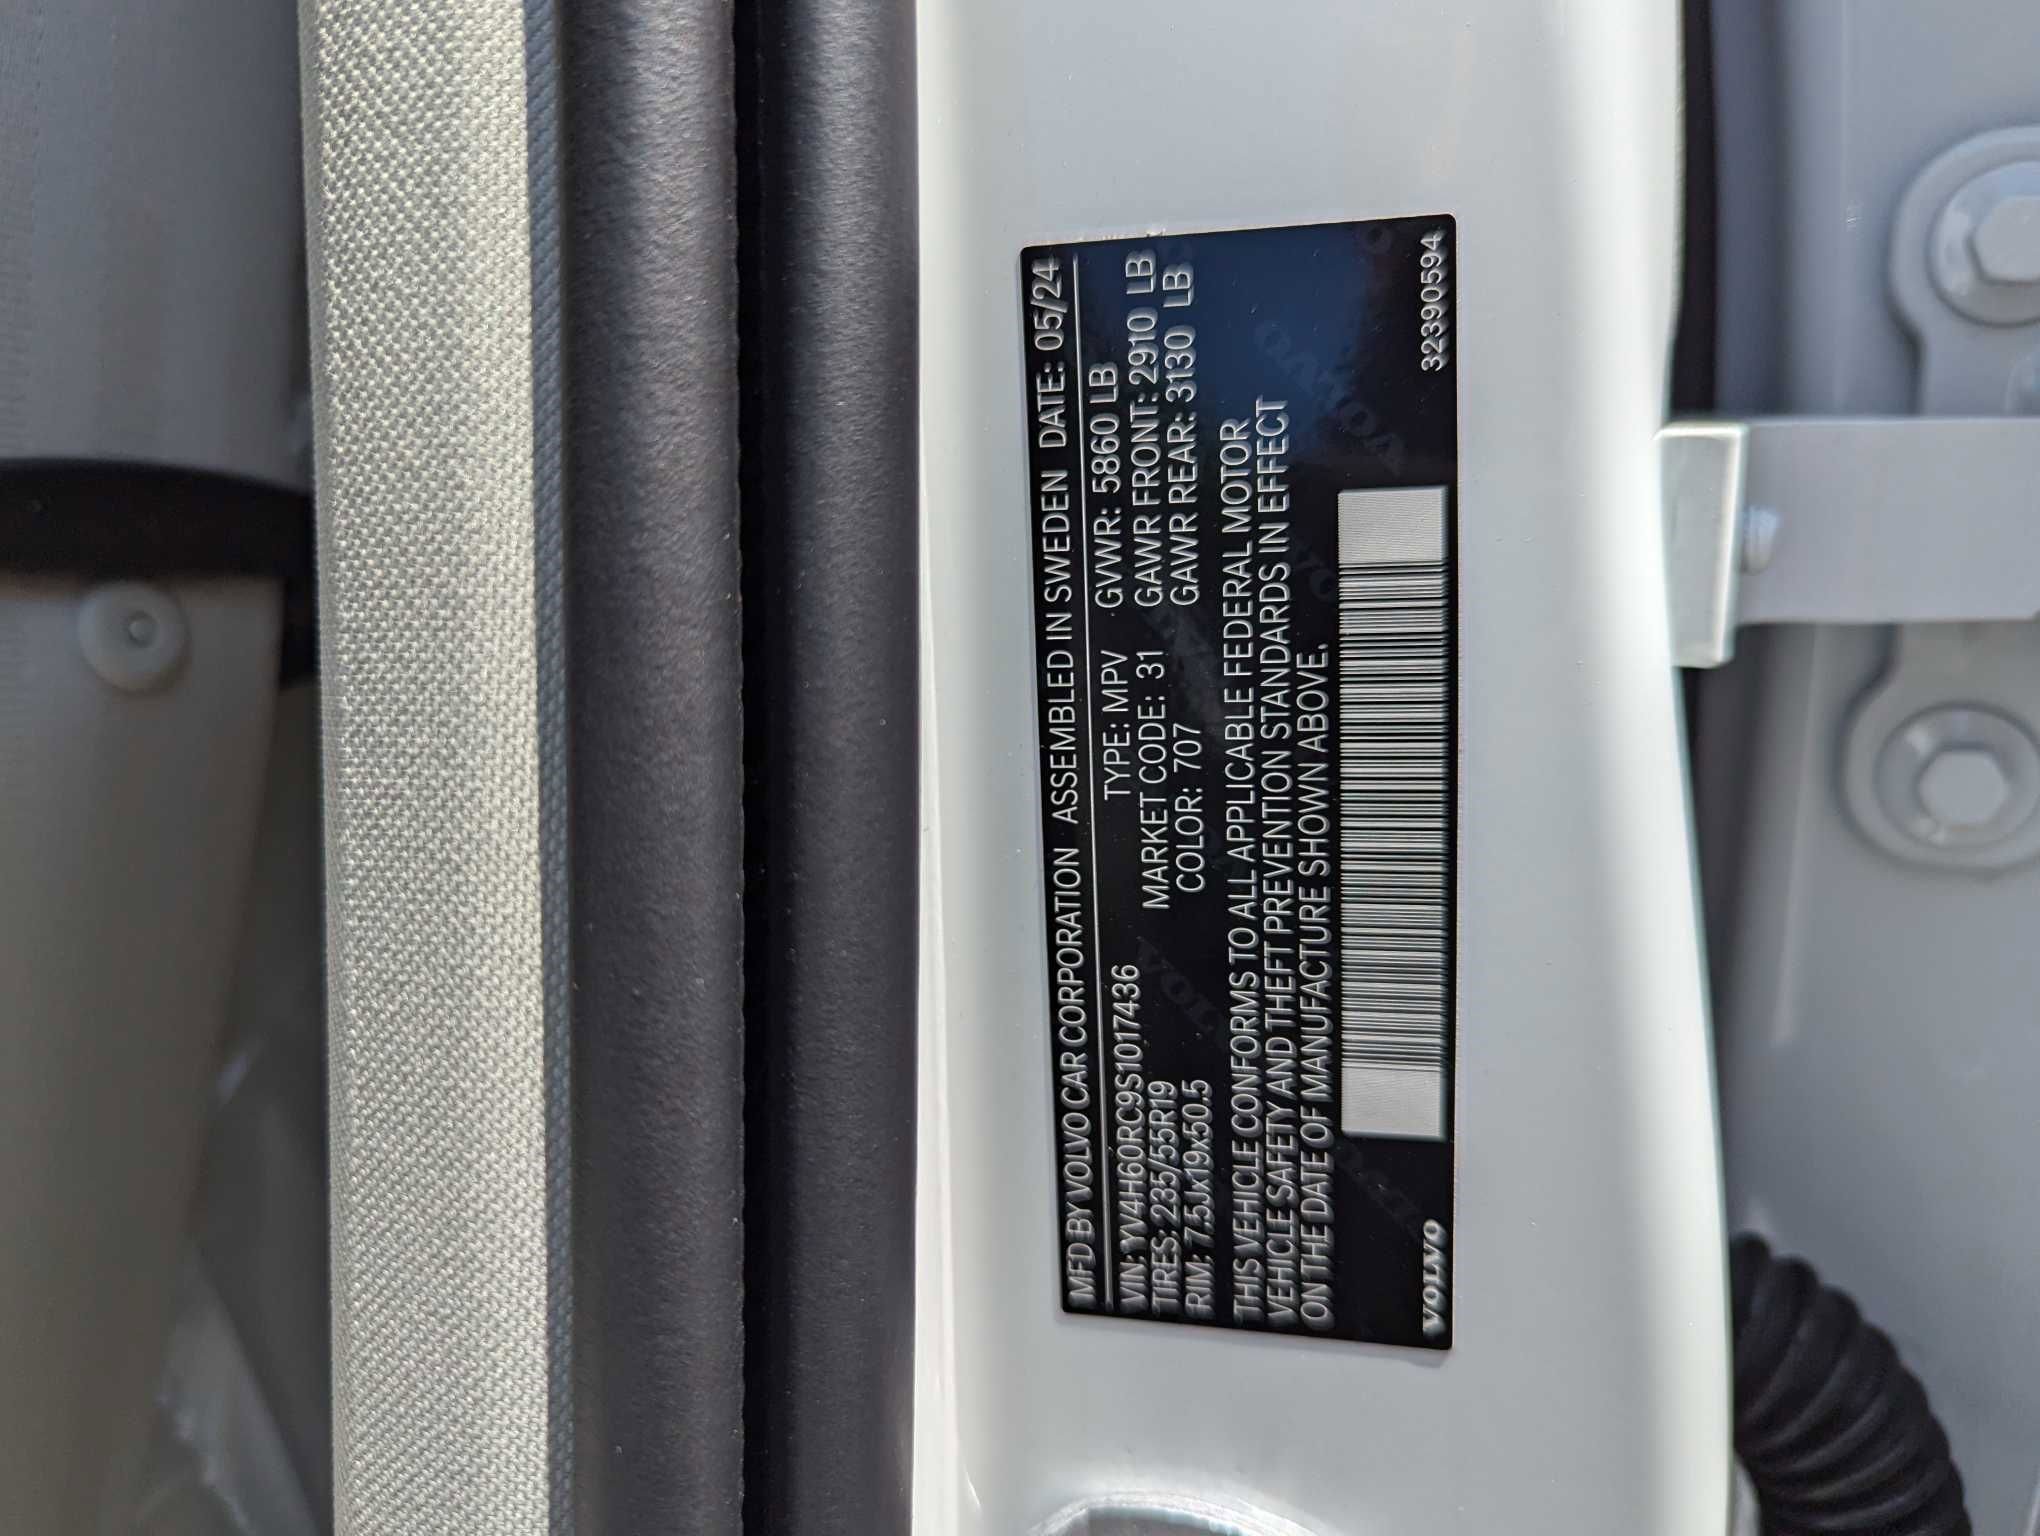 MFD BY VOLVO CAR CORPORATION ASSEMBLED IN SWEDEN DATE: 05/24
VIN: YV4H60RC9S1017436 TYPE: MPV GVWR: 5860 LB
TIRES: 235/55R19 MARKET CODE: 31 GAWR FRONT: 2910 LB
RIM: 7.5Jx19x50.5 COLOR: 707 GAWR REAR: 3130 LB
THIS VEHICLE CONFORMS TO ALL APPLICABLE FEDERAL MOTOR
VEHICLE SAFETY AND THEFT PREVENTION STANDARDS IN EFFECT
ON THE DATE OF MANUFACTURE SHOWN ABOVE.
VOLVO 32390594